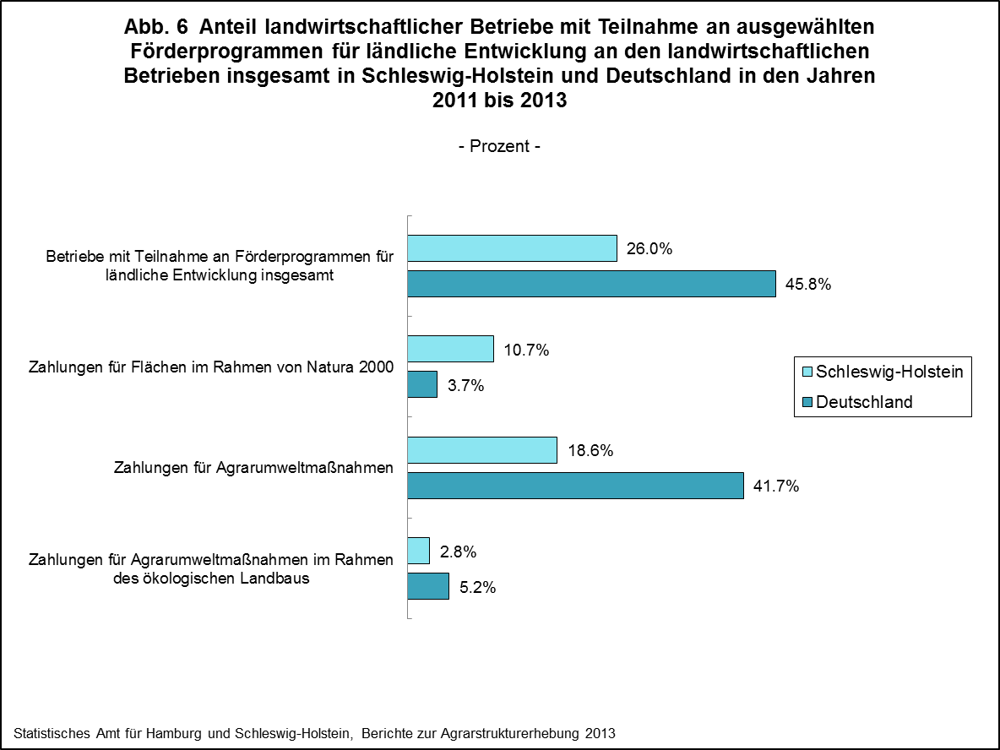 Abb. 6  Anteil landwirtschaftlicher Betriebe mit Teilnahme an ausgewählten
Förderprogrammen für ländliche Entwicklung an den landwirtschaftlichen
Betrieben insgesamt in Schleswig-Holstein und Deutschland in den Jahren
2011 bis 2013
- Prozent -
Betriebe mit Teilnahme an Förderprogrammen für
ländliche Entwicklung insgesamt
26.0%
45.8%
Zahlungen für Flächen im Rahmen von Natura 2000
10.7%
3.7%
Schleswig-Holstein
Deutschland
Zahlungen für Agrarumweltmaßnahmen
18.6%
41.7%
Zahlungen für Agrarumweltmaßnahmen im Rahmen
des ökologischen Landbaus
2.8%
5.2%
Statistisches Amt für Hamburg und Schleswig-Holstein,  Berichte zur Agrarstrukturerhebung 2013